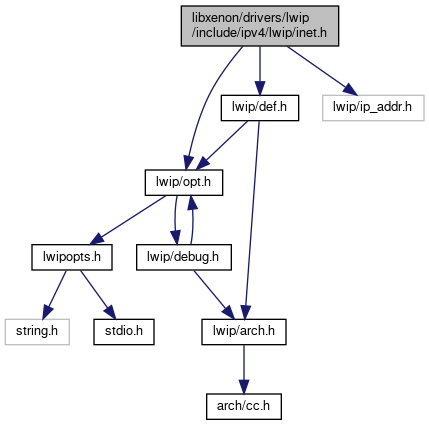 libxenon/drivers/lwip
/include/ipv4/lwip/inet.h
lwip/def.h
lwip/ip_addr.h
lwip/opt.h
lwipopts.h
lwip/debug.h
string.h
stdio.h
lwip/arch.h
arch/cc.h